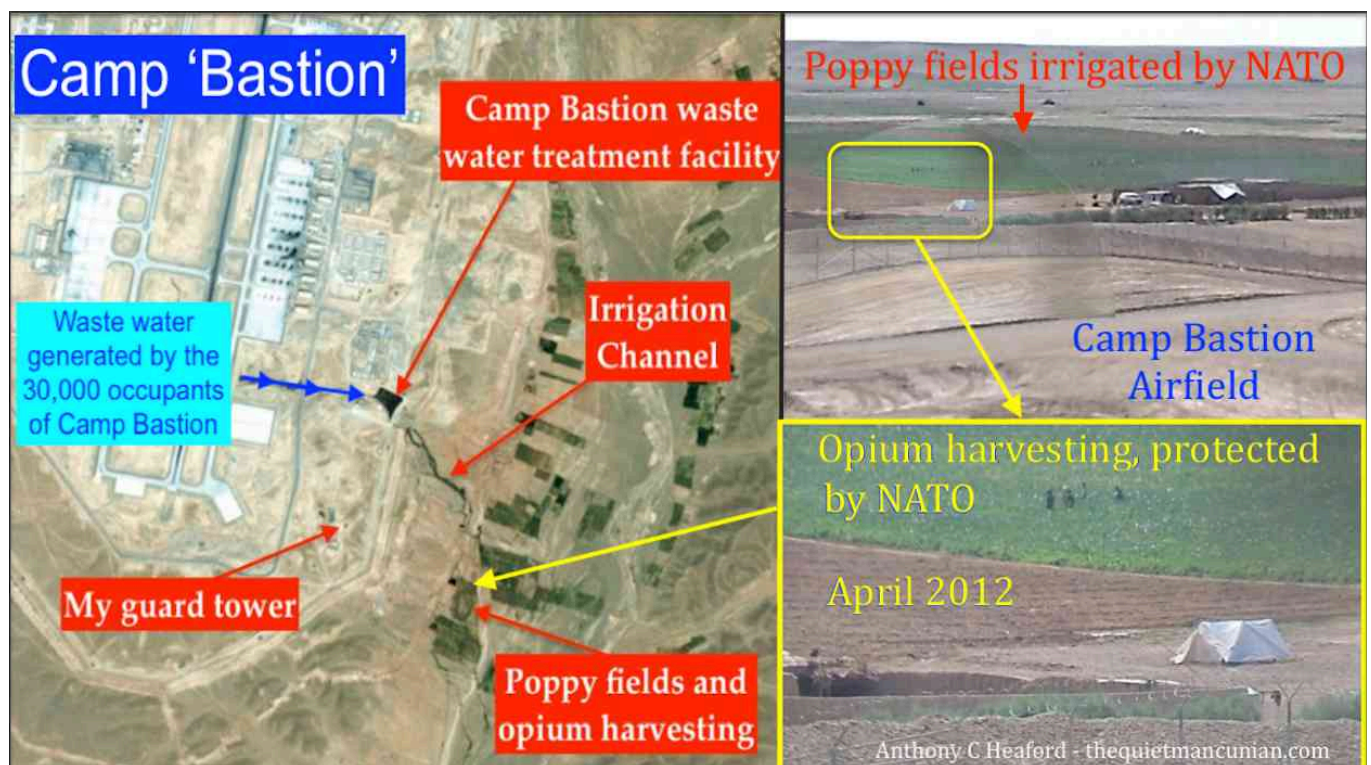 Camp ‘Bastion’
Camp Bastion waste
water treatment facility
Waste water
generated by the
30,000 occupants
of Camp Bastion
Irrigation
Channel
My guard tower
Poppy fields and
opium harvesting
Poppy fields irrigated by NATO
Camp Bastion
Airfield
Opium harvesting, protected
by NATO
April 2012
Anthony C Heaford - thequietmancunian.com